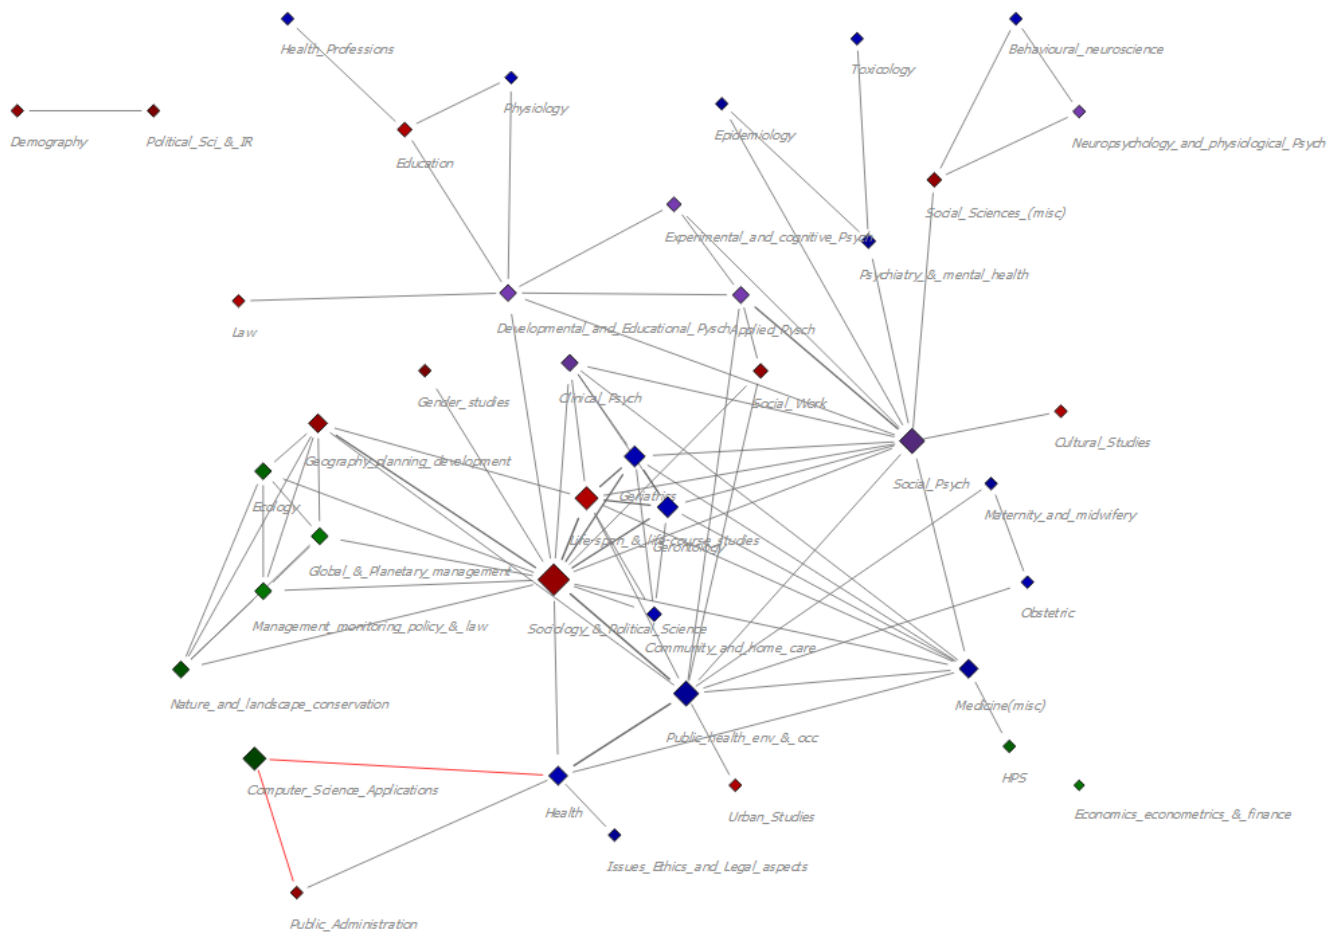 Health_Professions
Behavioural_neuroscience
Toxicology
Physiology
Epidemiology
Demography
Political_Sci_&_IR
Neuropsychology_and_physiological_Psych
Education
Social_Sciences_(misc)
Experimental_and_cognitive_Psych
Psychiatry_&_mental_health
Law
Developmental_and_Educational_Pysch
Applied_Pysch
Clinical_Psych
Gender_studies
Social_Work
Cultural_Studies
Geography_planning_development
Social_Psych
Geriatrics
Ecology
Maternity_and_midwifery
Life-span_&_life-course_studies
Gerontology
Global_&_Planetary_management
Obstetric
Management_monitoring_policy_&_law
Sociology_&_Political_Science
Community_and_home_care
Nature_and_landscape_conservation
Medicine(misc)
Public_health_env_&_occ
HPS
Computer_Science_Applications
Health
Urban_Studies
Economics_econometrics_&_finance
Issues_Ethics_and_Legal_aspects
Public_Administration